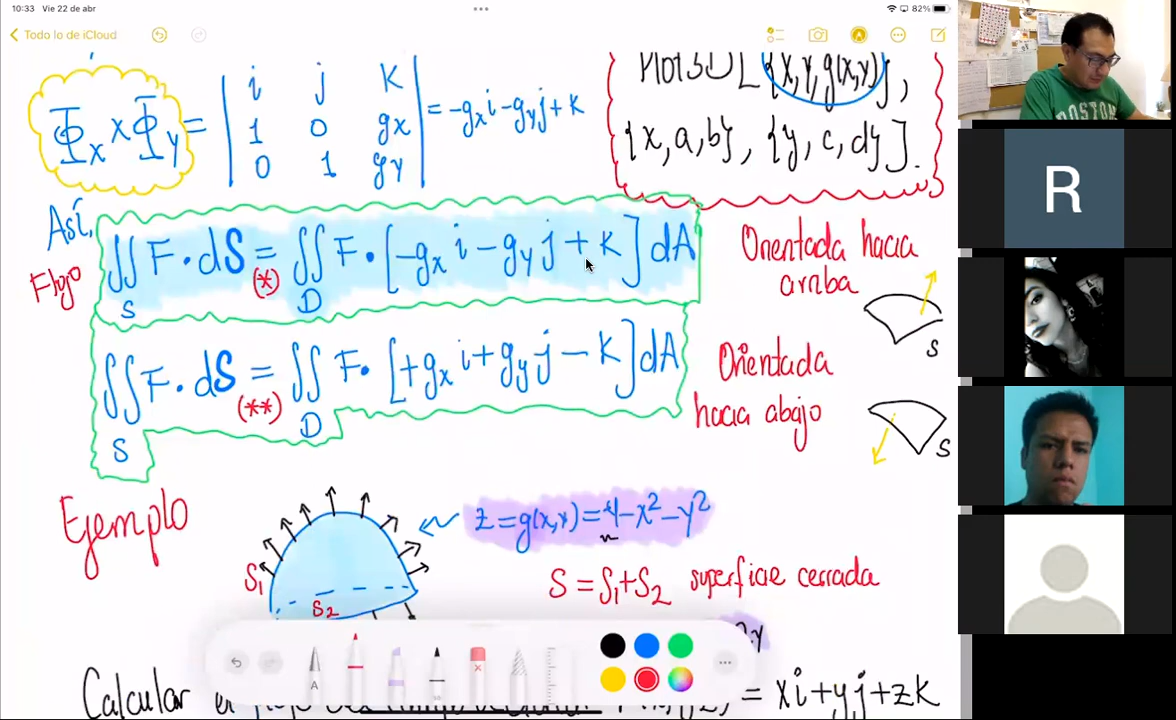 10:33 Vie 22 de abr
82%
Todo lo de iCloud
Φx x Φy = | i j k | = -gx i - gy j + k
| 1 0 gx |
| 0 1 gy |
Plot3D[{x, y, g(x,y)},
{x, a, b}, {y, c, d}].
Así,
Flujo
∬ F · dS = ∬ F · [-gx i - gy j + k] dA
S (*) D
Orientada hacia
arriba
S
∬ F · dS = ∬ F · [+gx i + gy j - k] dA
S (**) D
Orientada
hacia abajo
S
Ejemplo
z = g(x,y) = 4 - x² - y²
S1
S2
S = S1 + S2 superficie cerrada
Calcular el
= xi + yj + zk
R
BOSTON